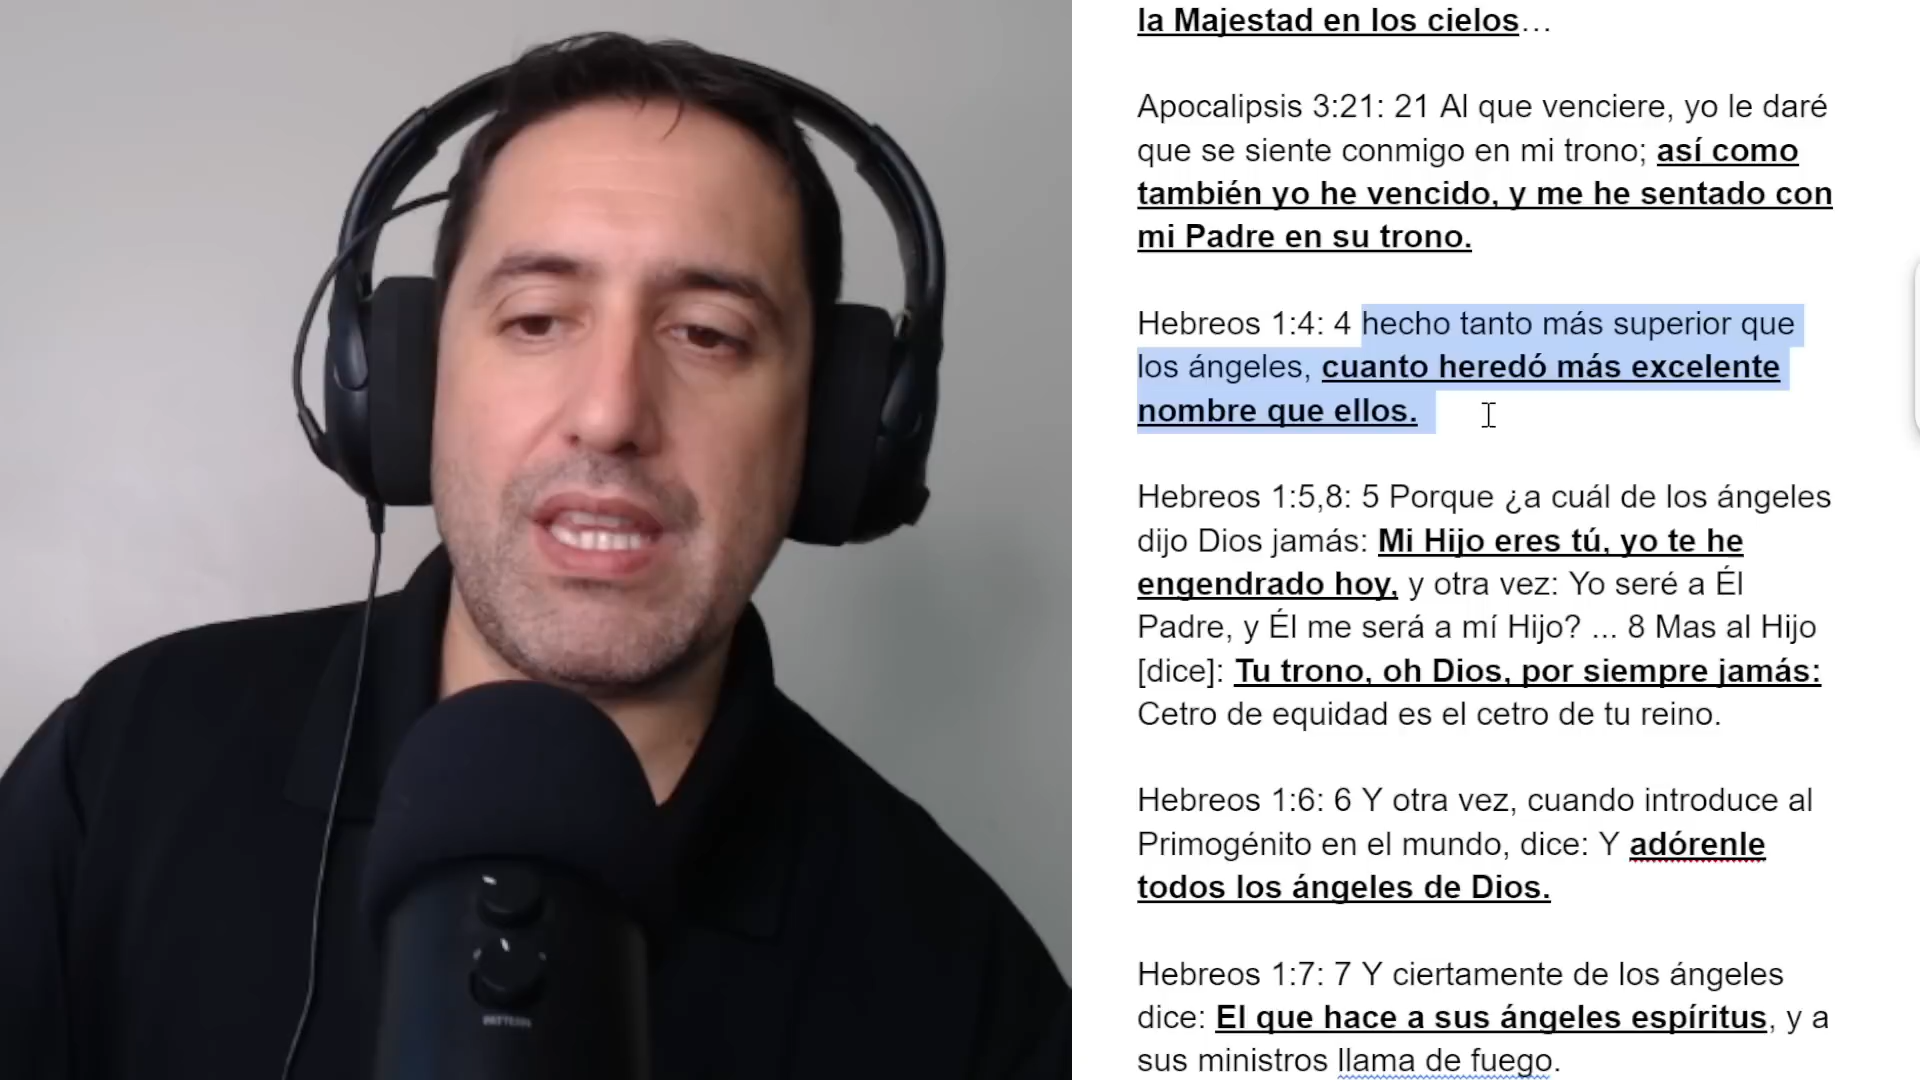 la Majestad en los cielos…
Apocalipsis 3:21: 21 Al que venciere, yo le daré
que se siente conmigo en mi trono; así como
también yo he vencido, y me he sentado con
mi Padre en su trono.
Hebreos 1:4: 4 hecho tanto más superior que
los ángeles, cuanto heredó más excelente
nombre que ellos.
Hebreos 1:5,8: 5 Porque ¿a cuál de los ángeles
dijo Dios jamás: Mi Hijo eres tú, yo te he
engendrado hoy, y otra vez: Yo seré a Él
Padre, y Él me será a mí Hijo? ... 8 Mas al Hijo
[dice]: Tu trono, oh Dios, por siempre jamás:
Cetro de equidad es el cetro de tu reino.
Hebreos 1:6: 6 Y otra vez, cuando introduce al
Primogénito en el mundo, dice: Y adórenle
todos los ángeles de Dios.
Hebreos 1:7: 7 Y ciertamente de los ángeles
dice: El que hace a sus ángeles espíritus, y a
sus ministros llama de fuego.
PATTERN